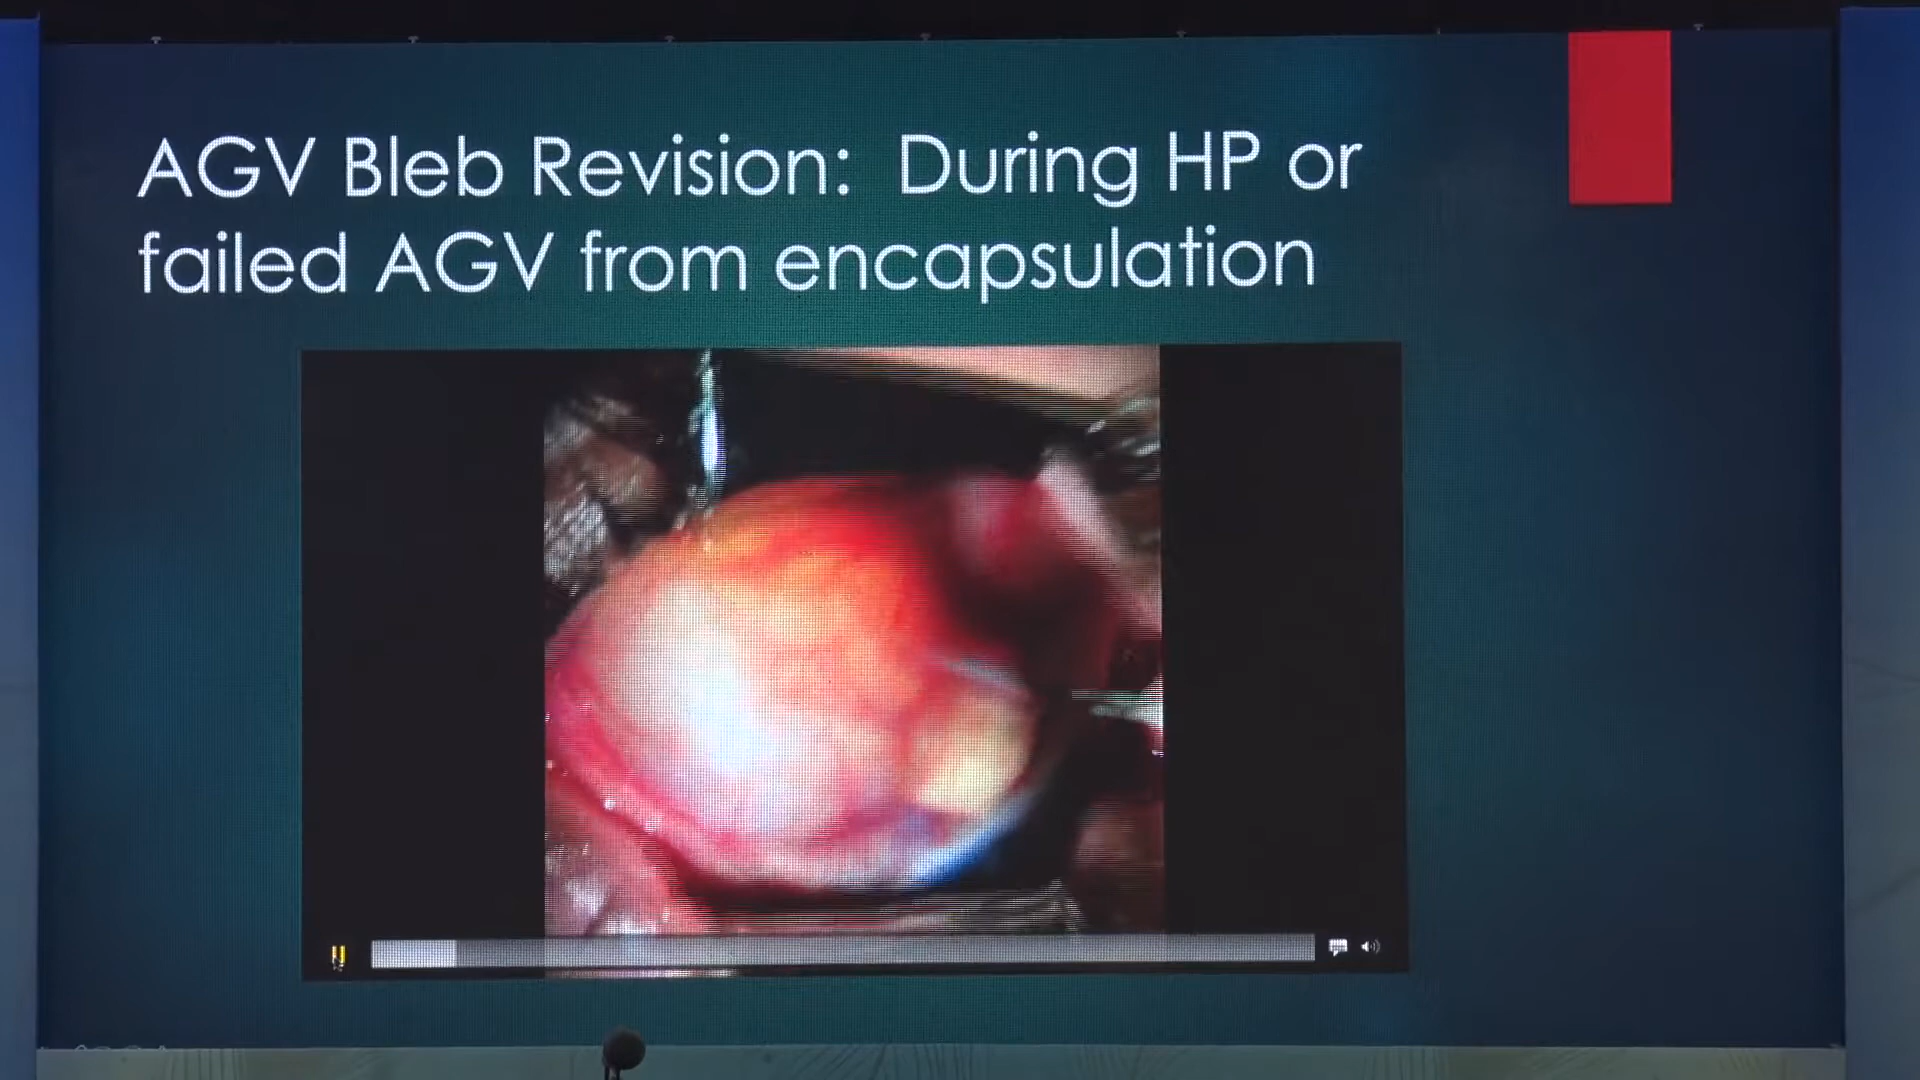 AGV Bleb Revision: During HP or
failed AGV from encapsulation